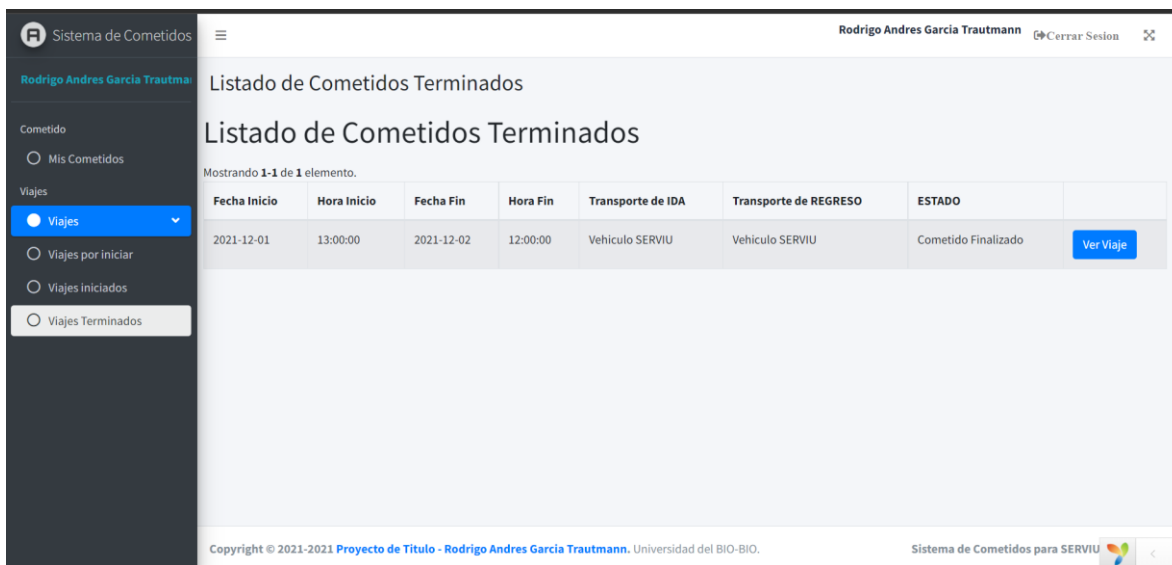 Sistema de Cometidos
Rodrigo Andres Garcia Trautmann Cerrar Sesion
Rodrigo Andres Garcia Trautma
Cometido
Mis Cometidos
Viajes
Viajes
Viajes por iniciar
Viajes iniciados
Viajes Terminados
Listado de Cometidos Terminados
Listado de Cometidos Terminados
Mostrando 1-1 de 1 elemento.
Fecha Inicio Hora Inicio Fecha Fin Hora Fin Transporte de IDA Transporte de REGRESO ESTADO
2021-12-01 13:00:00 2021-12-02 12:00:00 Vehiculo SERVIU Vehiculo SERVIU Cometido Finalizado Ver Viaje
Copyright © 2021-2021 Proyecto de Titulo - Rodrigo Andres Garcia Trautmann. Universidad del BIO-BIO. Sistema de Cometidos para SERVIU